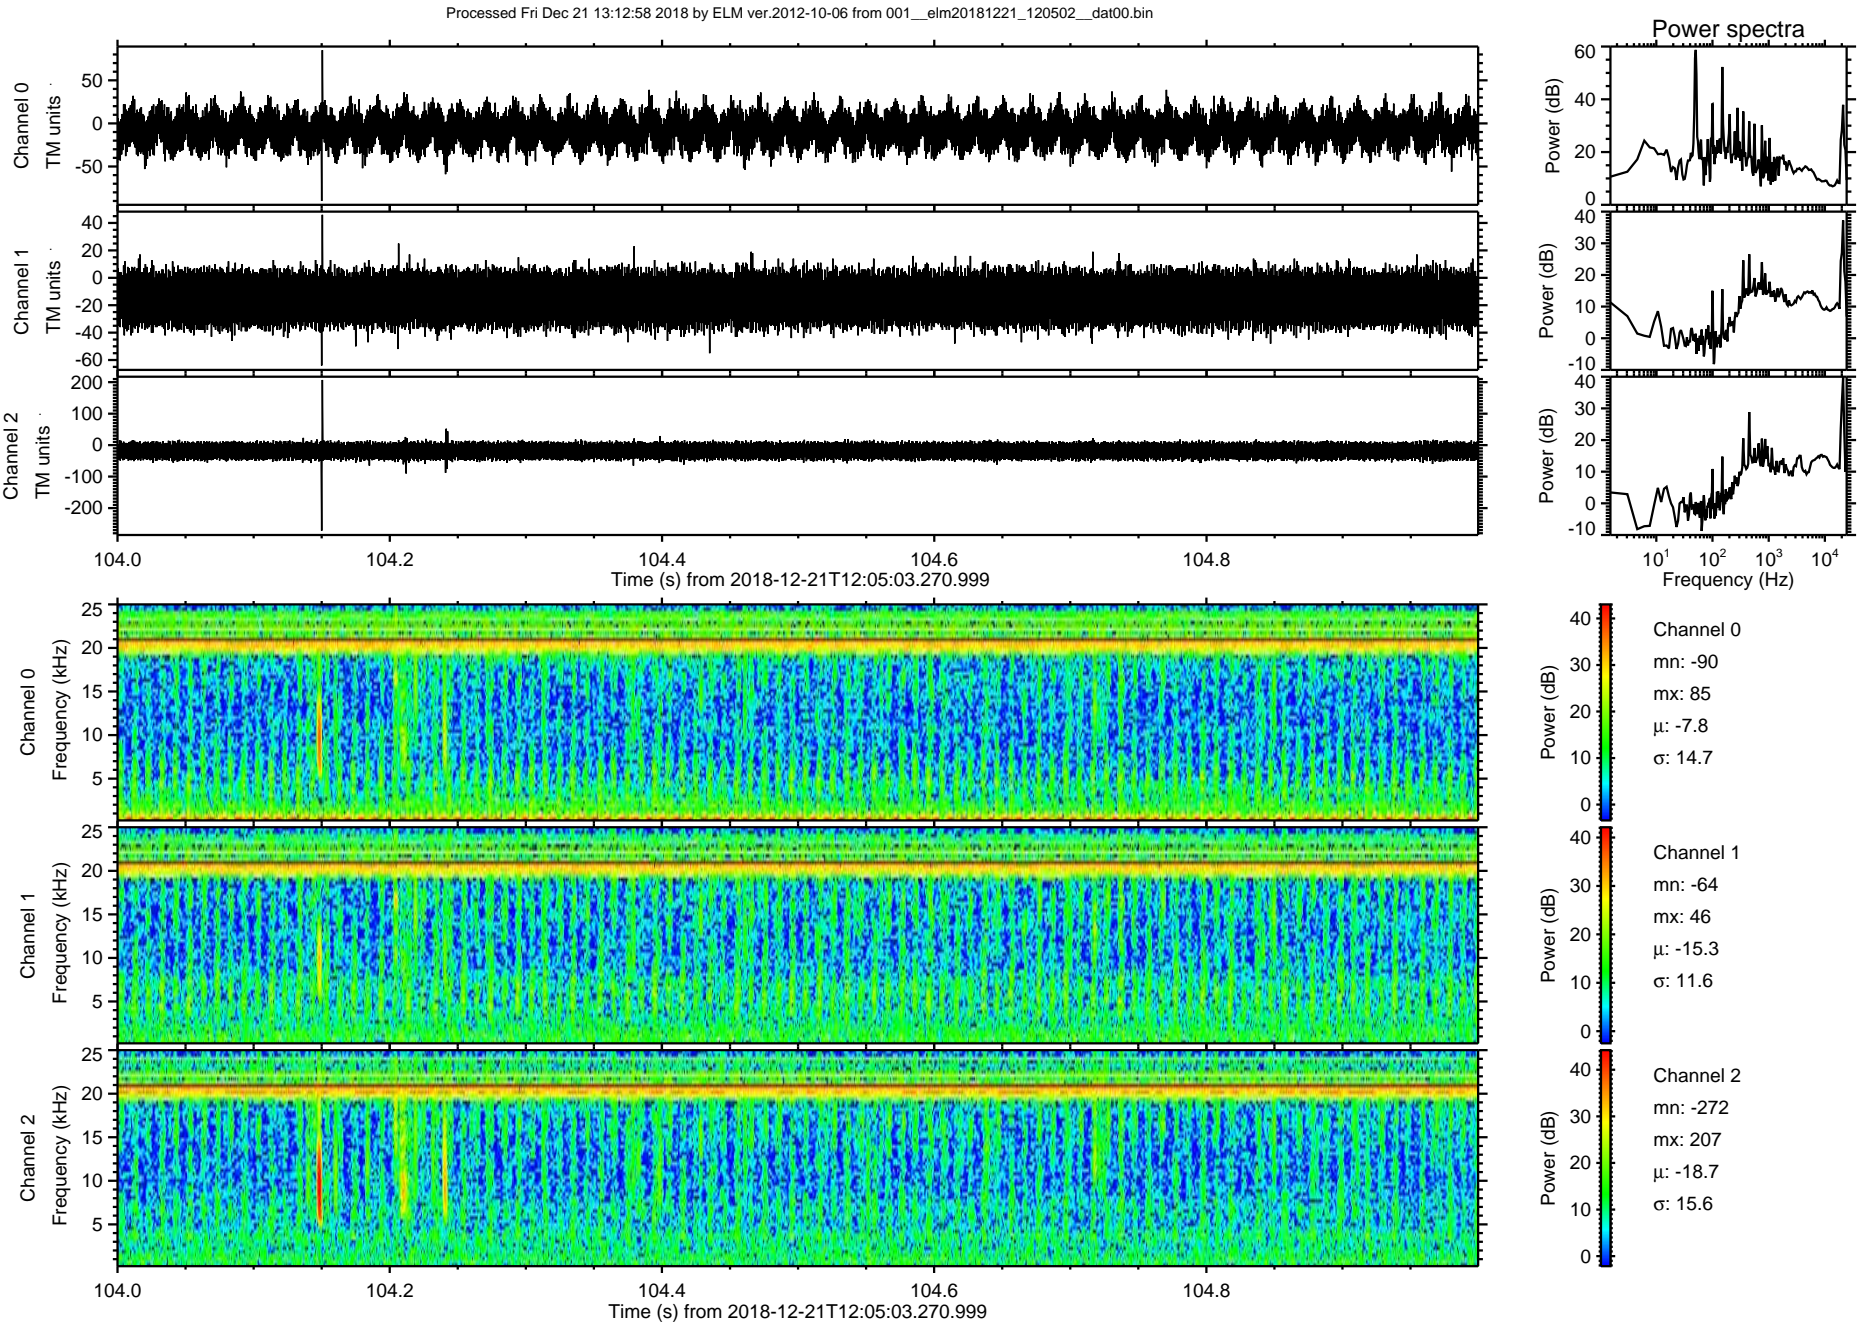 Processed Fri Dec 21 13:12:58 2018 by ELM ver.2012-10-06 from 001__elm20181221_120502__dat00.bin
Power spectra
Channel 0
TM units
50
0
-50
Power (dB)
60
40
20
0
Channel 1
TM units
40
20
0
-20
-40
-60
Power (dB)
40
30
20
10
0
-10
Channel 2
TM units
200
100
0
-100
-200
Power (dB)
40
30
20
10
0
-10
104.0 104.2 104.4 104.6 104.8
Time (s) from 2018-12-21T12:05:03.270.999
10¹ 10² 10³ 10⁴
Frequency (Hz)
Channel 0
Frequency (kHz)
25
20
15
10
5
Power (dB)
40
30
20
10
0
Channel 0
mn: -90
mx: 85
μ: -7.8
σ: 14.7
Channel 1
Frequency (kHz)
25
20
15
10
5
Power (dB)
40
30
20
10
0
Channel 1
mn: -64
mx: 46
μ: -15.3
σ: 11.6
Channel 2
Frequency (kHz)
25
20
15
10
5
Power (dB)
40
30
20
10
0
Channel 2
mn: -272
mx: 207
μ: -18.7
σ: 15.6
104.0 104.2 104.4 104.6 104.8
Time (s) from 2018-12-21T12:05:03.270.999